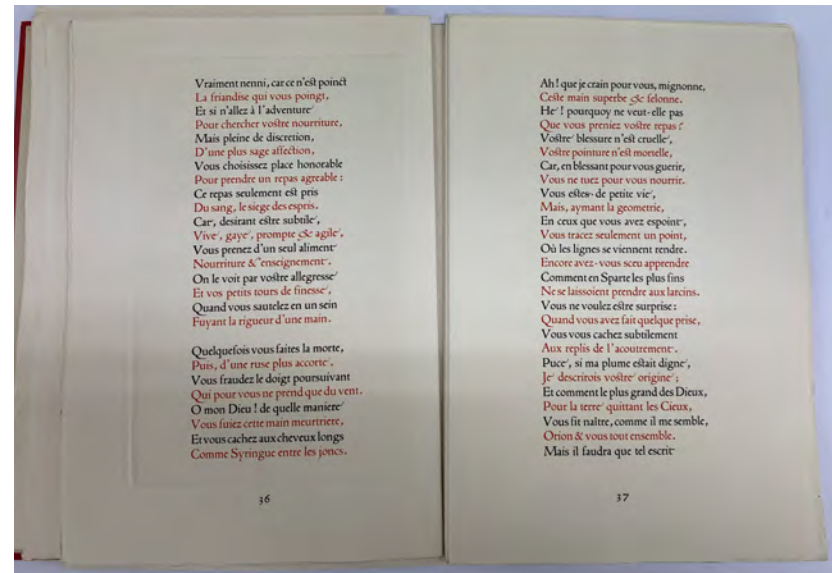 Vraiment nenni, car ce n'est poinct
La friandise qui vous poingt,
Et si n'allez à l'adventure
Pour chercher vostre nourriture,
Mais pleine de discretion,
D'une plus sage affection,
Vous choisissez place honorable
Pour prendre un repas agreable :
Ce repas seulement est pris
Du sang, le siege des espris.
Car, desirant estre subtile,
Vive, gaye, prompte & agile,
Vous prenez d'un seul aliment
Nourriture & enseignement.
On le voit par vostre allegresse
Et vos petits tours de finesse,
Quand vous sautelez en un sein
Fuyant la rigueur d'une main.
Quelquefois vous faites la morte,
Puis, d'une ruse plus accorte,
Vous fraudez le doigt poursuivant
Qui pour vous ne prend que du vent.
O mon Dieu ! de quelle maniere
Vous fuiez cette main meurtriere,
Et vous cachez aux cheveux longs
Comme Syringue entre les joncs.
36
Ah ! que je crain pour vous, mignonne,
Ceste main superbe & felonne.
He ! pourquoy ne veut-elle pas
Que vous preniez vostre repas ?
Vostre blessure n'est cruelle,
Vostre pointure n'est mortelle,
Car, en blessant pour vous guerir,
Vous ne tuez pour vous nourrir.
Vous estes de petite vie,
Mais, aymant la geometrie,
En ceux que vous avez espoint,
Vous tracez seulement un point,
Où les lignes se viennent rendre.
Encore avez-vous sceu apprendre
Comment en Sparte les plus fins
Ne se laissoient prendre aux larcins.
Vous ne voulez estre surprise :
Quand vous avez fait quelque prise,
Vous vous cachez subtilement
Aux replis de l'acoutrement.
Puce, si ma plume estait digne,
Je descrirois vostre origine ;
Et comment le plus grand des Dieux,
Pour la terre quittant les Cieux,
Vous fit naître, comme il me semble,
Orion & vous tout ensemble.
Mais il faudra que tel escrit
37